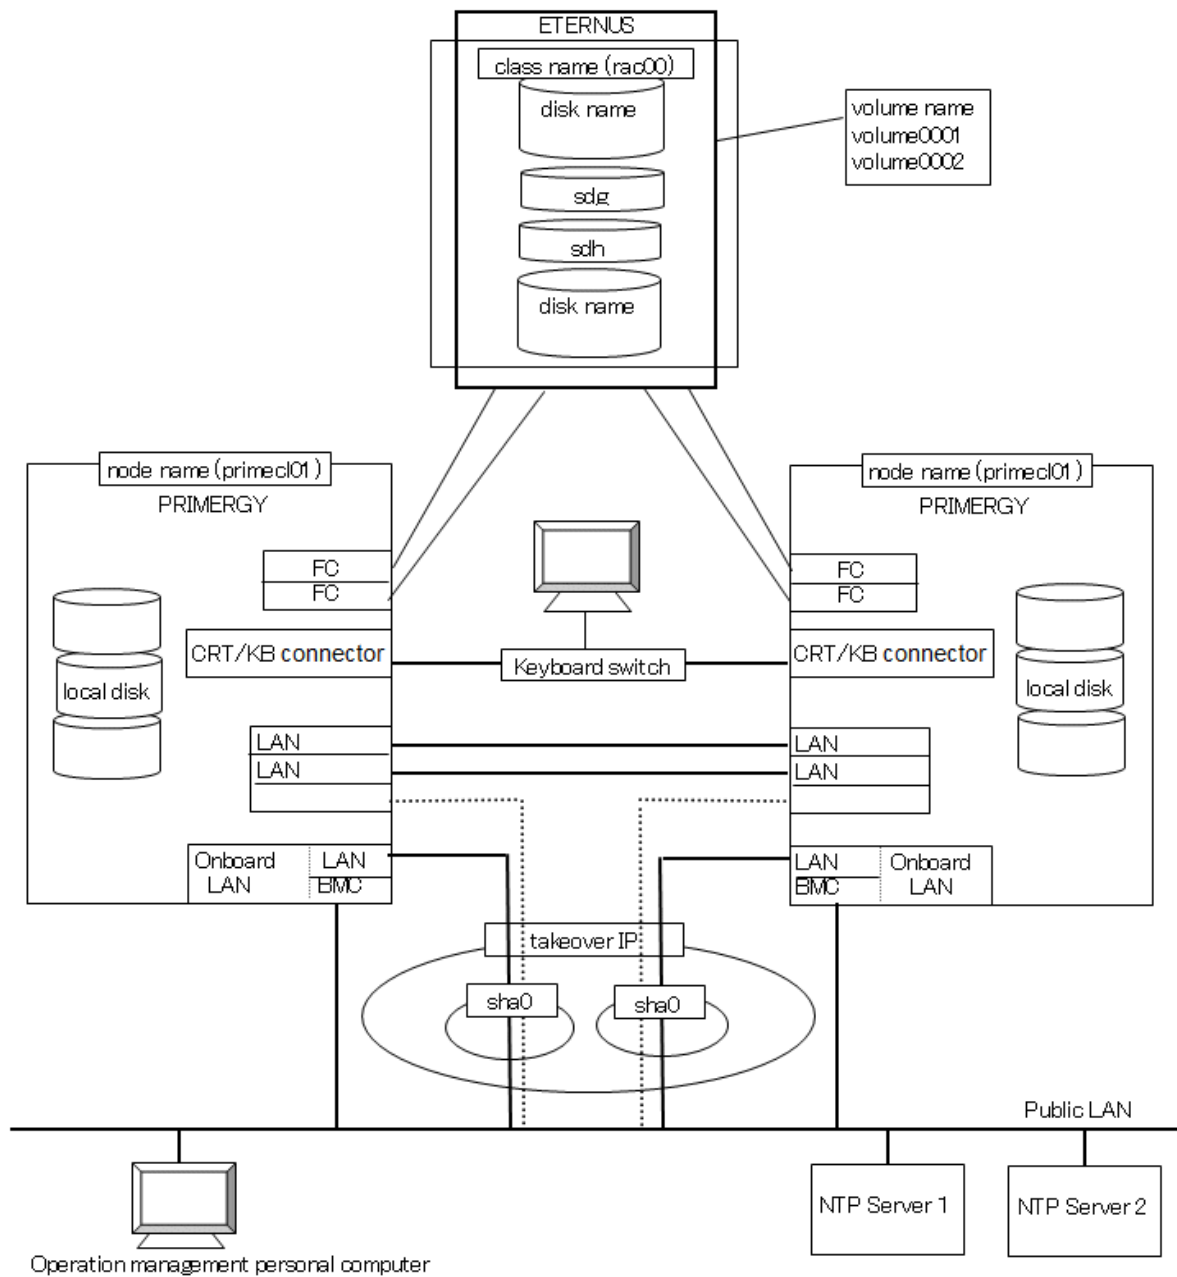 ETERNUS
class name (rac00)
disk name
sdg
sdh
disk name
volume name
volume0001
volume0002
node name (primecl01)
PRIMERGY
FC
FC
CRT/KB connector
local disk
LAN
LAN
Onboard
LAN
LAN
BMC
Keyboard switch
node name (primecl01)
PRIMERGY
FC
FC
CRT/KB connector
local disk
LAN
LAN
LAN
BMC
Onboard
LAN
takeover IP
sha0
sha0
Public LAN
NTP Server 1
NTP Server 2
Operation management personal computer